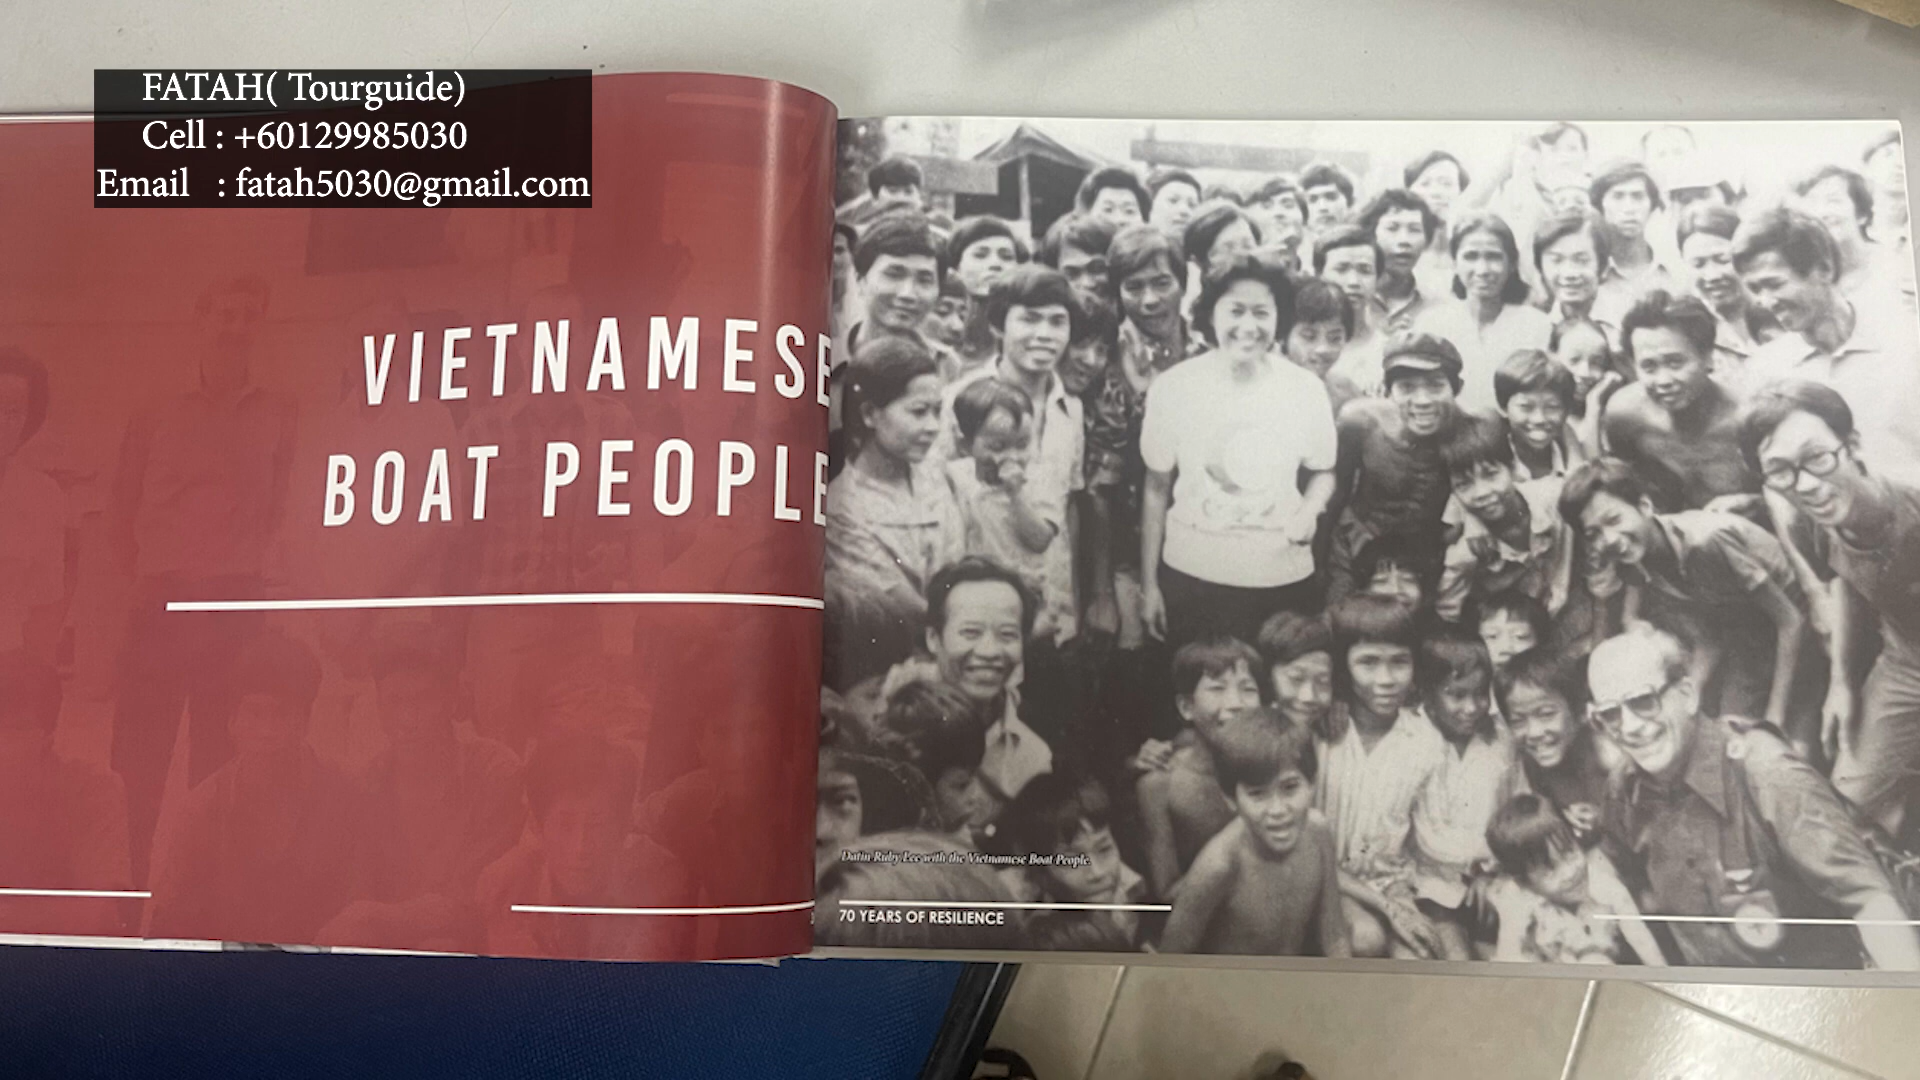 FATAH( Tourguide)
Cell : +60129985030
Email : fatah5030@gmail.com
VIETNAMESE
BOAT PEOPLE
Datin Ruby Lee with the Vietnamese Boat People.
70 YEARS OF RESILIENCE